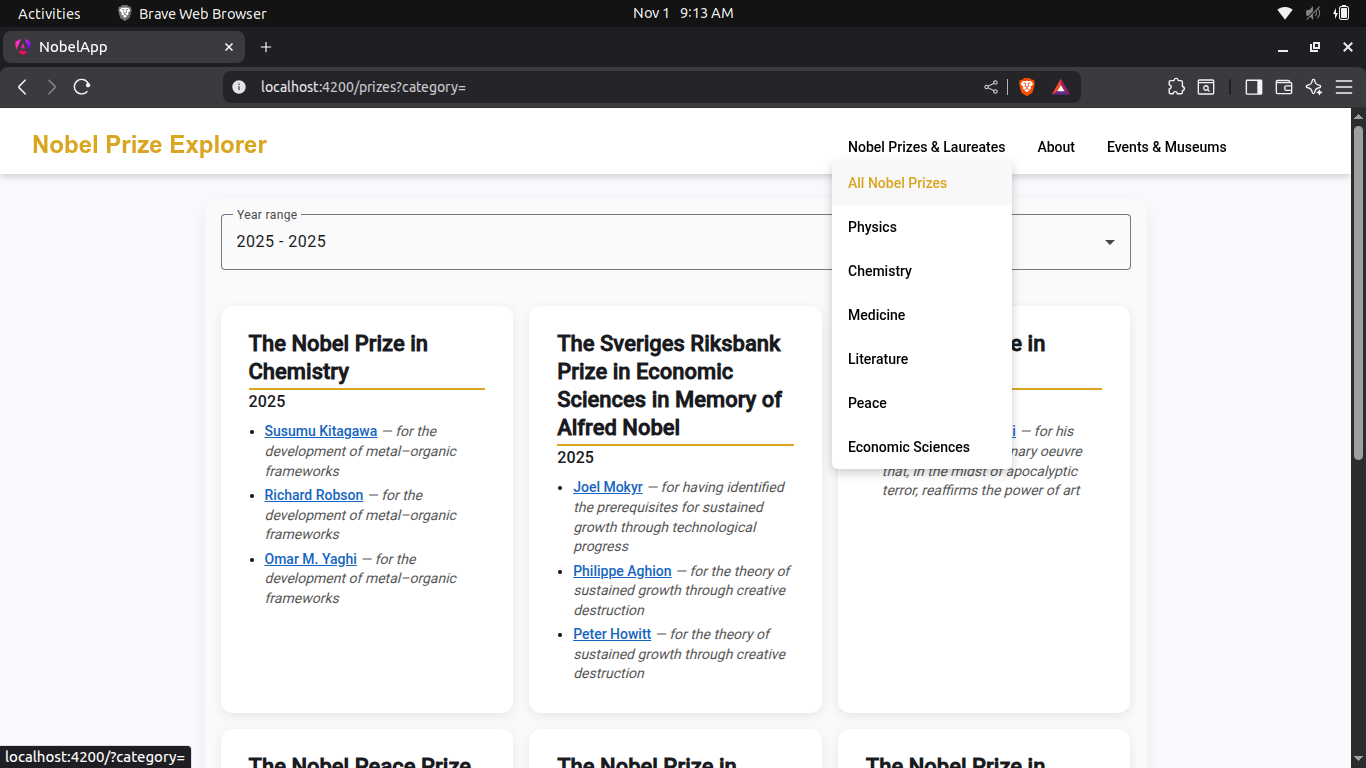 Activities
Brave Web Browser
Nov 1 9:13 AM
NobelApp
localhost:4200/prizes?category=
Nobel Prize Explorer
Nobel Prizes & Laureates
About
Events & Museums
All Nobel Prizes
Physics
Chemistry
Medicine
Literature
Peace
Economic Sciences
Year range
2025 - 2025
The Nobel Prize in
Chemistry
2025
Susumu Kitagawa — for the
development of metal–organic
frameworks
Richard Robson — for the
development of metal–organic
frameworks
Omar M. Yaghi — for the
development of metal–organic
frameworks
The Sveriges Riksbank
Prize in Economic
Sciences in Memory of
Alfred Nobel
2025
Joel Mokyr — for having identified
the prerequisites for sustained
growth through technological
progress
Philippe Aghion — for the theory of
sustained growth through creative
destruction
Peter Howitt — for the theory of
sustained growth through creative
destruction
e in
i — for his
nary oeuvre
that, in the midst of apocalyptic
terror, reaffirms the power of art
The Nobel Peace Prize
The Nobel Prize in
The Nobel Prize in
localhost:4200/?category=